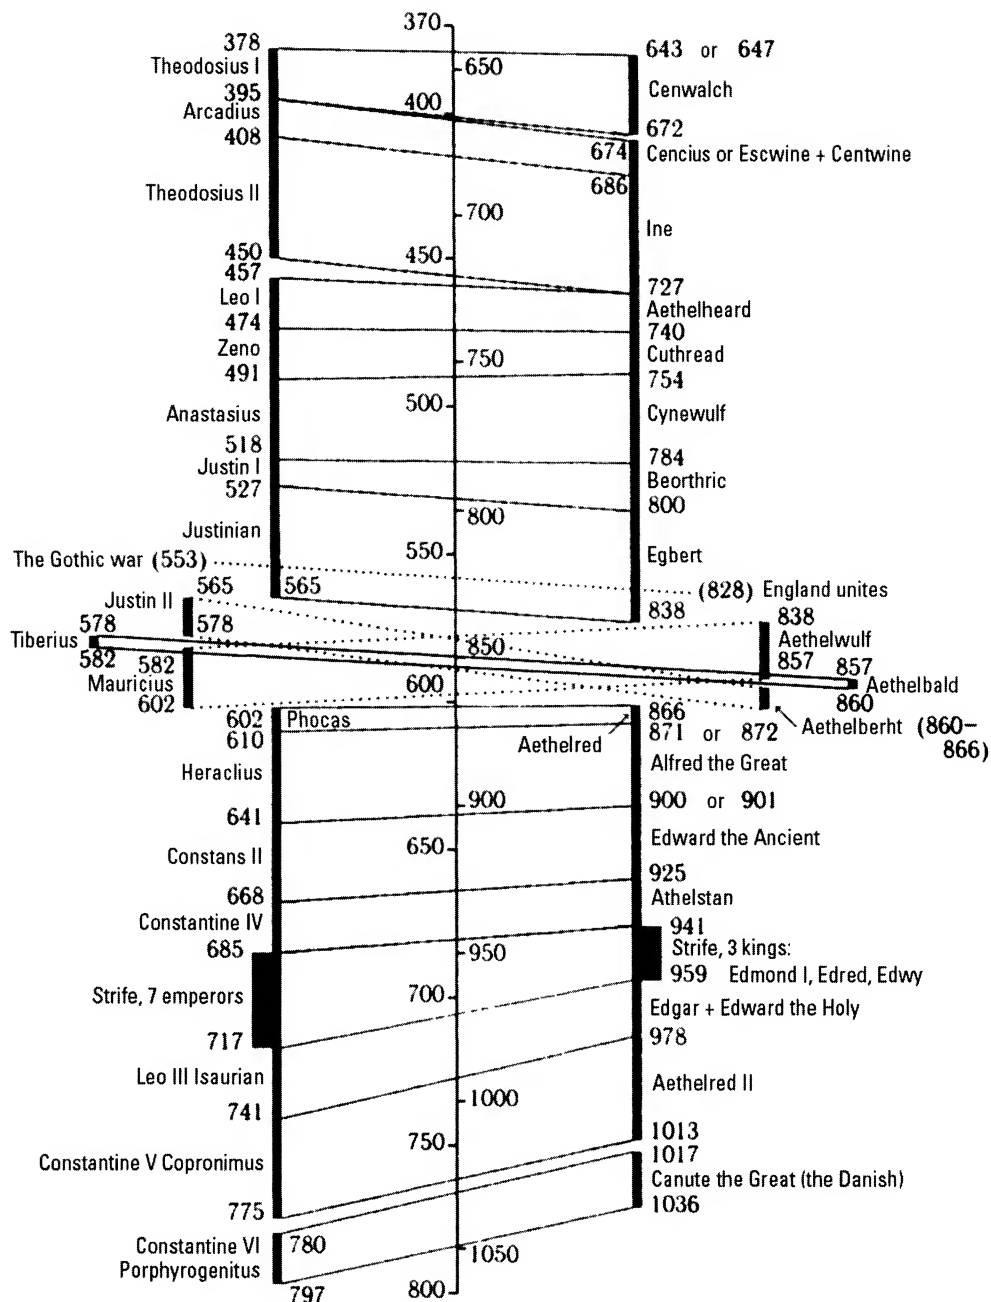 370
378
643 or 647
Theodosius I
650
Cenwalch
395
400
Arcadius
672
408
674
Cencius or Escwine + Centwine
686
Theodosius II
700
Ine
450
450
457
727
Leo I
Aethelheard
474
740
Zeno
750
Cuthread
491
754
500
Anastasius
Cynewulf
518
784
Justin I
Beorthric
527
800
800
Justinian
550
Egbert
The Gothic war (553)
565
565
(828) England unites
Justin II
838
838
578
578
Tiberius
850
Aethelwulf
582
582
857
857
Mauricius
600
Aethelbald
602
860
602
Phocas
866
Aethelberht (860–
866)
610
Aethelred
871 or 872
Heraclius
Alfred the Great
900
900 or 901
641
650
Edward the Ancient
Constans II
925
668
Athelstan
Constantine IV
941
685
950
Strife, 3 kings:
959 Edmond I, Edred, Edwy
Strife, 7 emperors
700
Edgar + Edward the Holy
717
978
Leo III Isaurian
Aethelred II
741
1000
1013
750
1017
Constantine V Copronimus
Canute the Great (the Danish)
775
1036
780
Constantine VI
Porphyrogenitus
1050
797
800